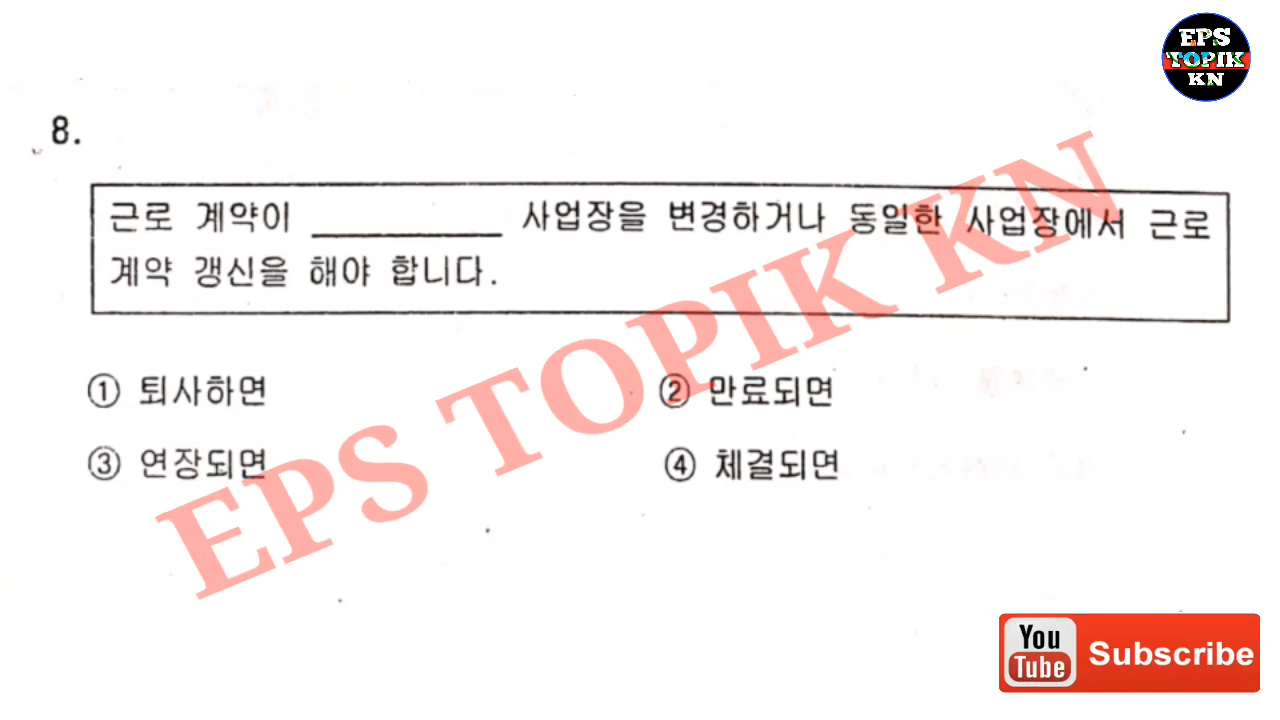 EPS
TOPIK
KN
8.
근로 계약이 __________ 사업장을 변경하거나 동일한 사업장에서 근로
계약 갱신을 해야 합니다.
① 퇴사하면 ② 만료되면
③ 연장되면 ④ 체결되면
EPS TOPIK KN
You
Tube
Subscribe